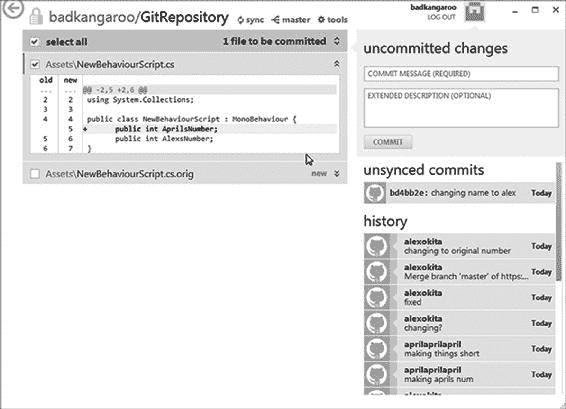 badkangaroo/GitRepository
sync
master
tools
badkangaroo
LOG OUT
select all
1 file to be committed
Assets\NewBehaviourScript.cs
old new
... ... @@ -2,5 +2,6 @@
2 2 using System.Collections;
3 3
4 4 public class NewBehaviourScript : MonoBehaviour {
5 + public int AprilsNumber;
5 6 public int AlexsNumber;
6 7 }
Assets\NewBehaviourScript.cs.orig
new
uncommitted changes
COMMIT MESSAGE (REQUIRED)
EXTENDED DESCRIPTION (OPTIONAL)
COMMIT
unsynced commits
bd4bb2e: changing name to alex Today
history
alexokita
changing to original number Today
alexokita
Merge branch 'master' of https:... Today
alexokita
fixed Today
alexokita
changing? Today
aprilaprilapril
making things short Today
aprilaprilapril
making aprils num Today
alexokita